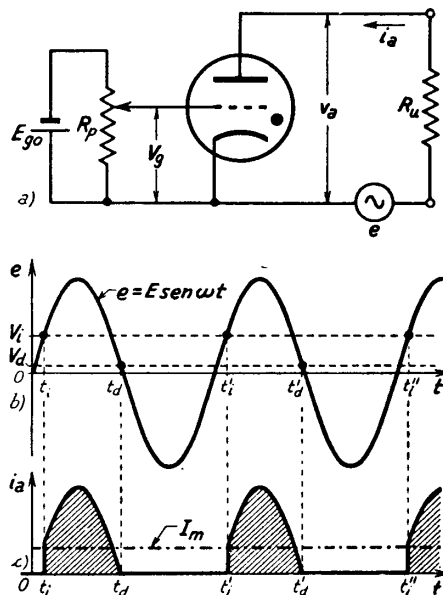 i_a
E_go
R_p
V_g
v_a
R_u
a)
e
e
e = E sen ωt
V_i
V_d
0
t_i
t_d
t'_i
t'_d
t''_i
t
b)
i_a
I_m
c)
0
t_i
t_d
t'_i
t'_d
t''_i
t